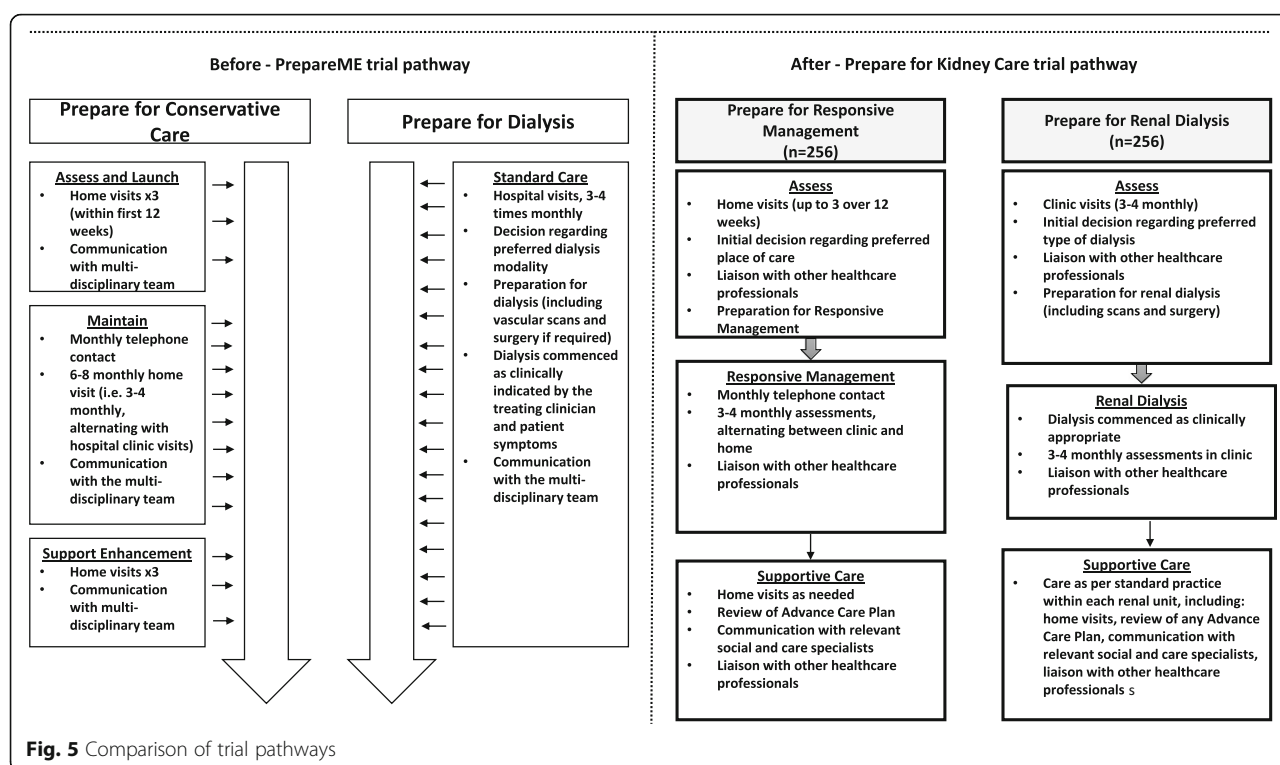 Before - PrepareME trial pathway
Prepare for Conservative
Care
Assess and Launch
• Home visits x3
(within first 12
weeks)
• Communication
with multi-
disciplinary team
Maintain
• Monthly telephone
contact
• 6-8 monthly home
visit (i.e. 3-4
monthly,
alternating with
hospital clinic visits)
• Communication
with the multi-
disciplinary team
Support Enhancement
• Home visits x3
• Communication
with multi-
disciplinary team
Prepare for Dialysis
Standard Care
• Hospital visits, 3-4
times monthly
• Decision regarding
preferred dialysis
modality
• Preparation for
dialysis (including
vascular scans and
surgery if required)
• Dialysis commenced
as clinically
indicated by the
treating clinician
and patient
symptoms
• Communication
with the multi-
disciplinary team
After - Prepare for Kidney Care trial pathway
Prepare for Responsive
Management
(n=256)
Assess
• Home visits (up to 3 over 12
weeks)
• Initial decision regarding preferred
place of care
• Liaison with other healthcare
professionals
• Preparation for Responsive
Management
Responsive Management
• Monthly telephone contact
• 3-4 monthly assessments,
alternating between clinic and
home
• Liaison with other healthcare
professionals
Supportive Care
• Home visits as needed
• Review of Advance Care Plan
• Communication with relevant
social and care specialists
• Liaison with other healthcare
professionals
Prepare for Renal Dialysis
(n=256)
Assess
• Clinic visits (3-4 monthly)
• Initial decision regarding preferred
type of dialysis
• Liaison with other healthcare
professionals
• Preparation for renal dialysis
(including scans and surgery)
Renal Dialysis
• Dialysis commenced as clinically
appropriate
• 3-4 monthly assessments in clinic
• Liaison with other healthcare
professionals
Supportive Care
• Care as per standard practice
within each renal unit, including:
home visits, review of any Advance
Care Plan, communication with
relevant social and care specialists,
liaison with other healthcare
professionals s
Fig. 5 Comparison of trial pathways